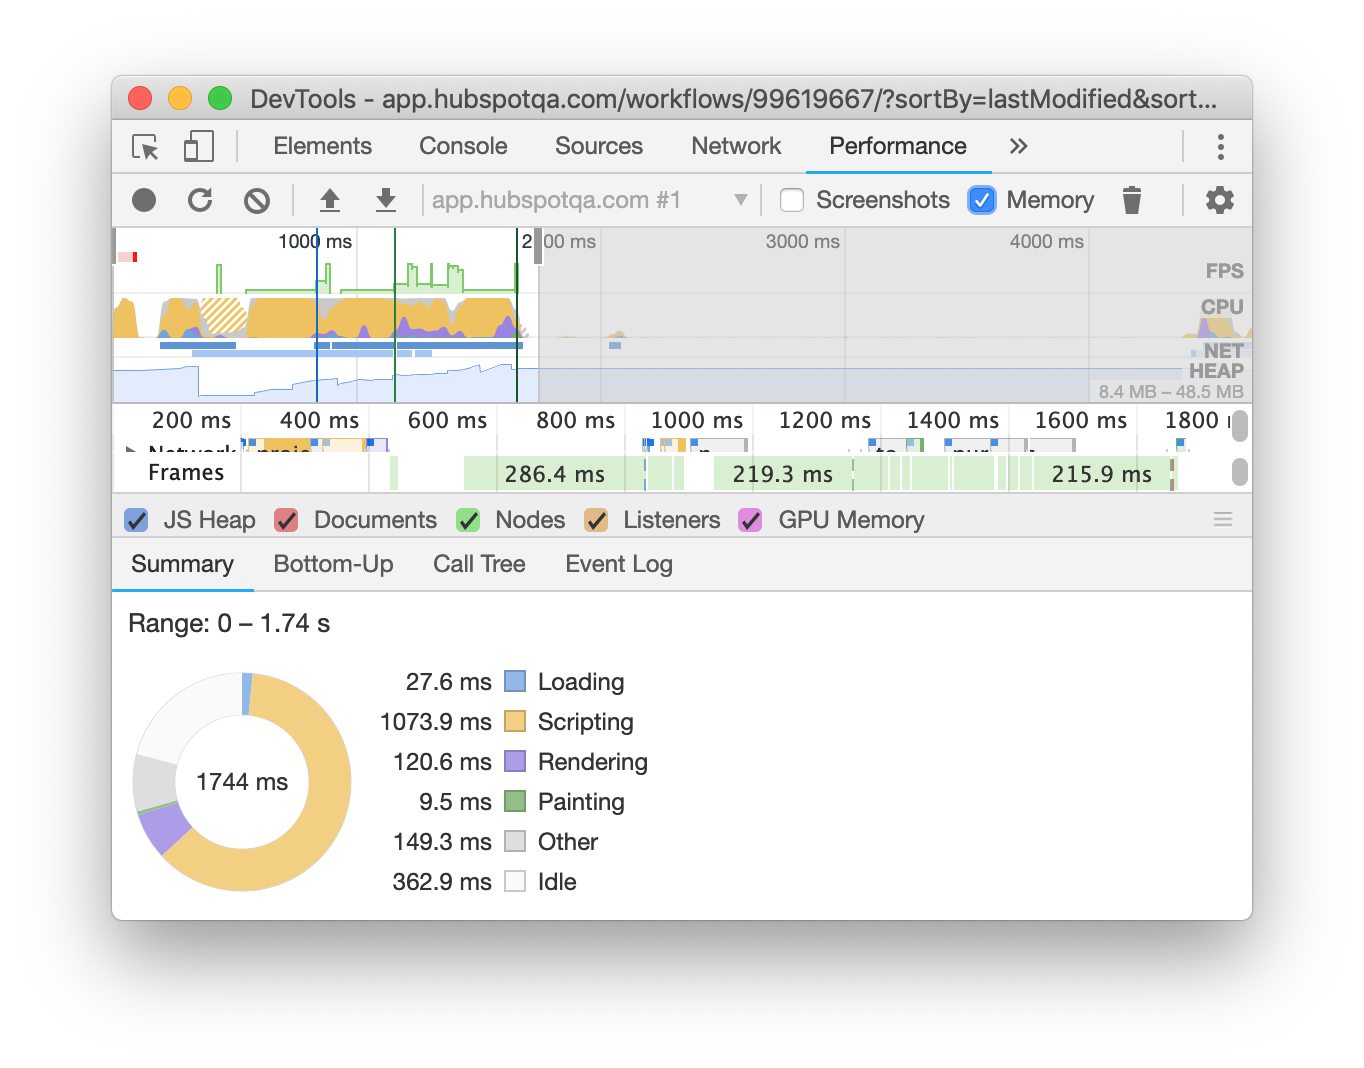 DevTools - app.hubspotqa.com/workflows/99619667/?sortBy=lastModified&sort...
Elements Console Sources Network Performance »
app.hubspotqa.com #1 ▼ Screenshots Memory
1000 ms 2 00 ms 3000 ms 4000 ms
FPS
CPU
NET
HEAP
8.4 MB – 48.5 MB
200 ms 400 ms 600 ms 800 ms 1000 ms 1200 ms 1400 ms 1600 ms 1800
Network
Frames 286.4 ms 219.3 ms 215.9 ms
JS Heap Documents Nodes Listeners GPU Memory
Summary Bottom-Up Call Tree Event Log
Range: 0 – 1.74 s
1744 ms
27.6 ms Loading
1073.9 ms Scripting
120.6 ms Rendering
9.5 ms Painting
149.3 ms Other
362.9 ms Idle